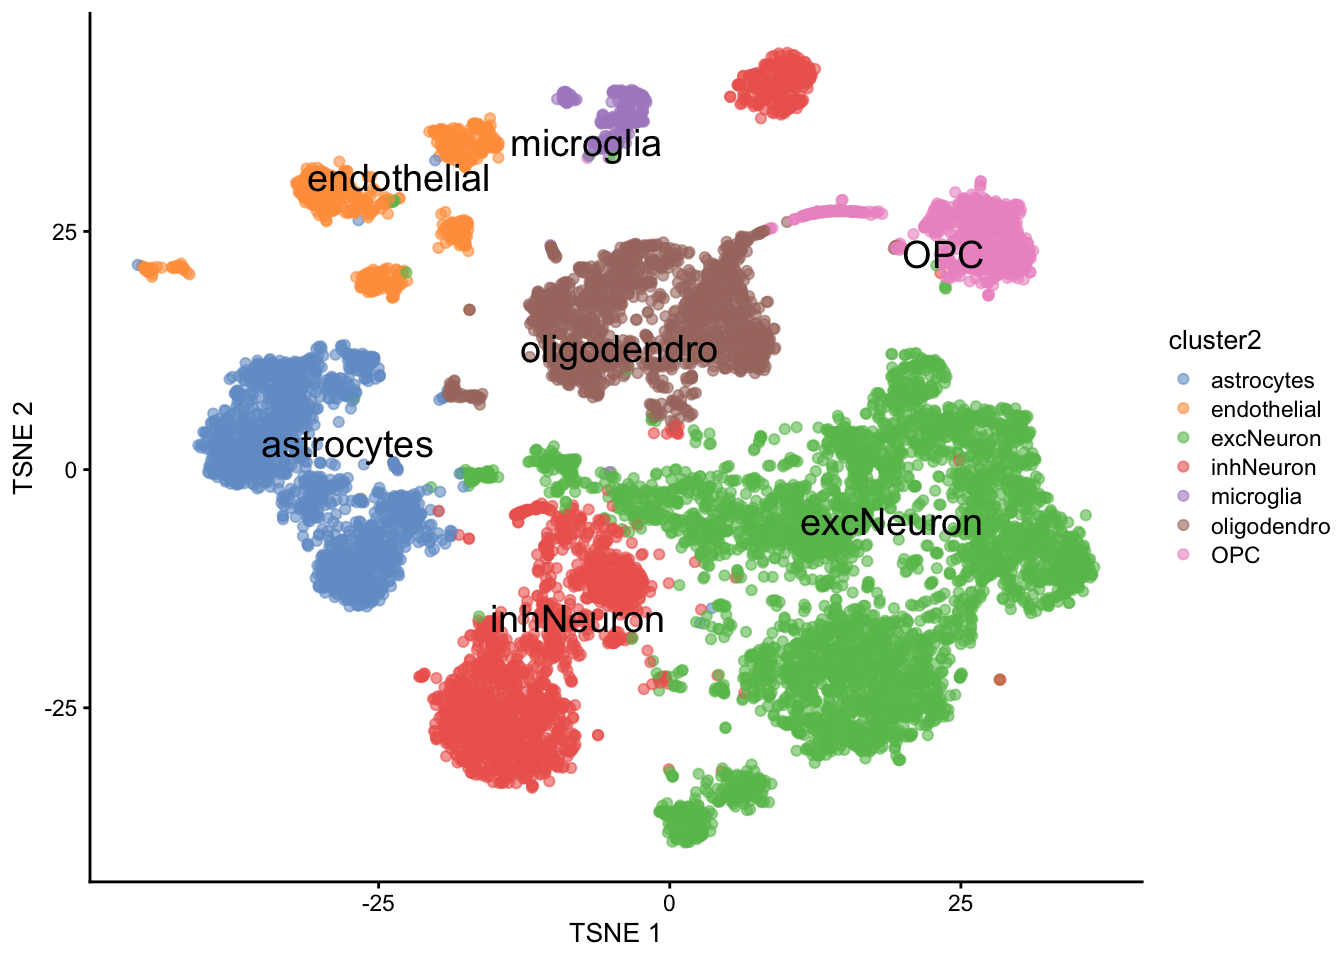 microglia
endothelial
OPC
oligodendro
astrocytes
excNeuron
inhNeuron
25
0
-25
-25
0
25
TSNE 1
TSNE 2
cluster2
astrocytes
endothelial
excNeuron
inhNeuron
microglia
oligodendro
OPC